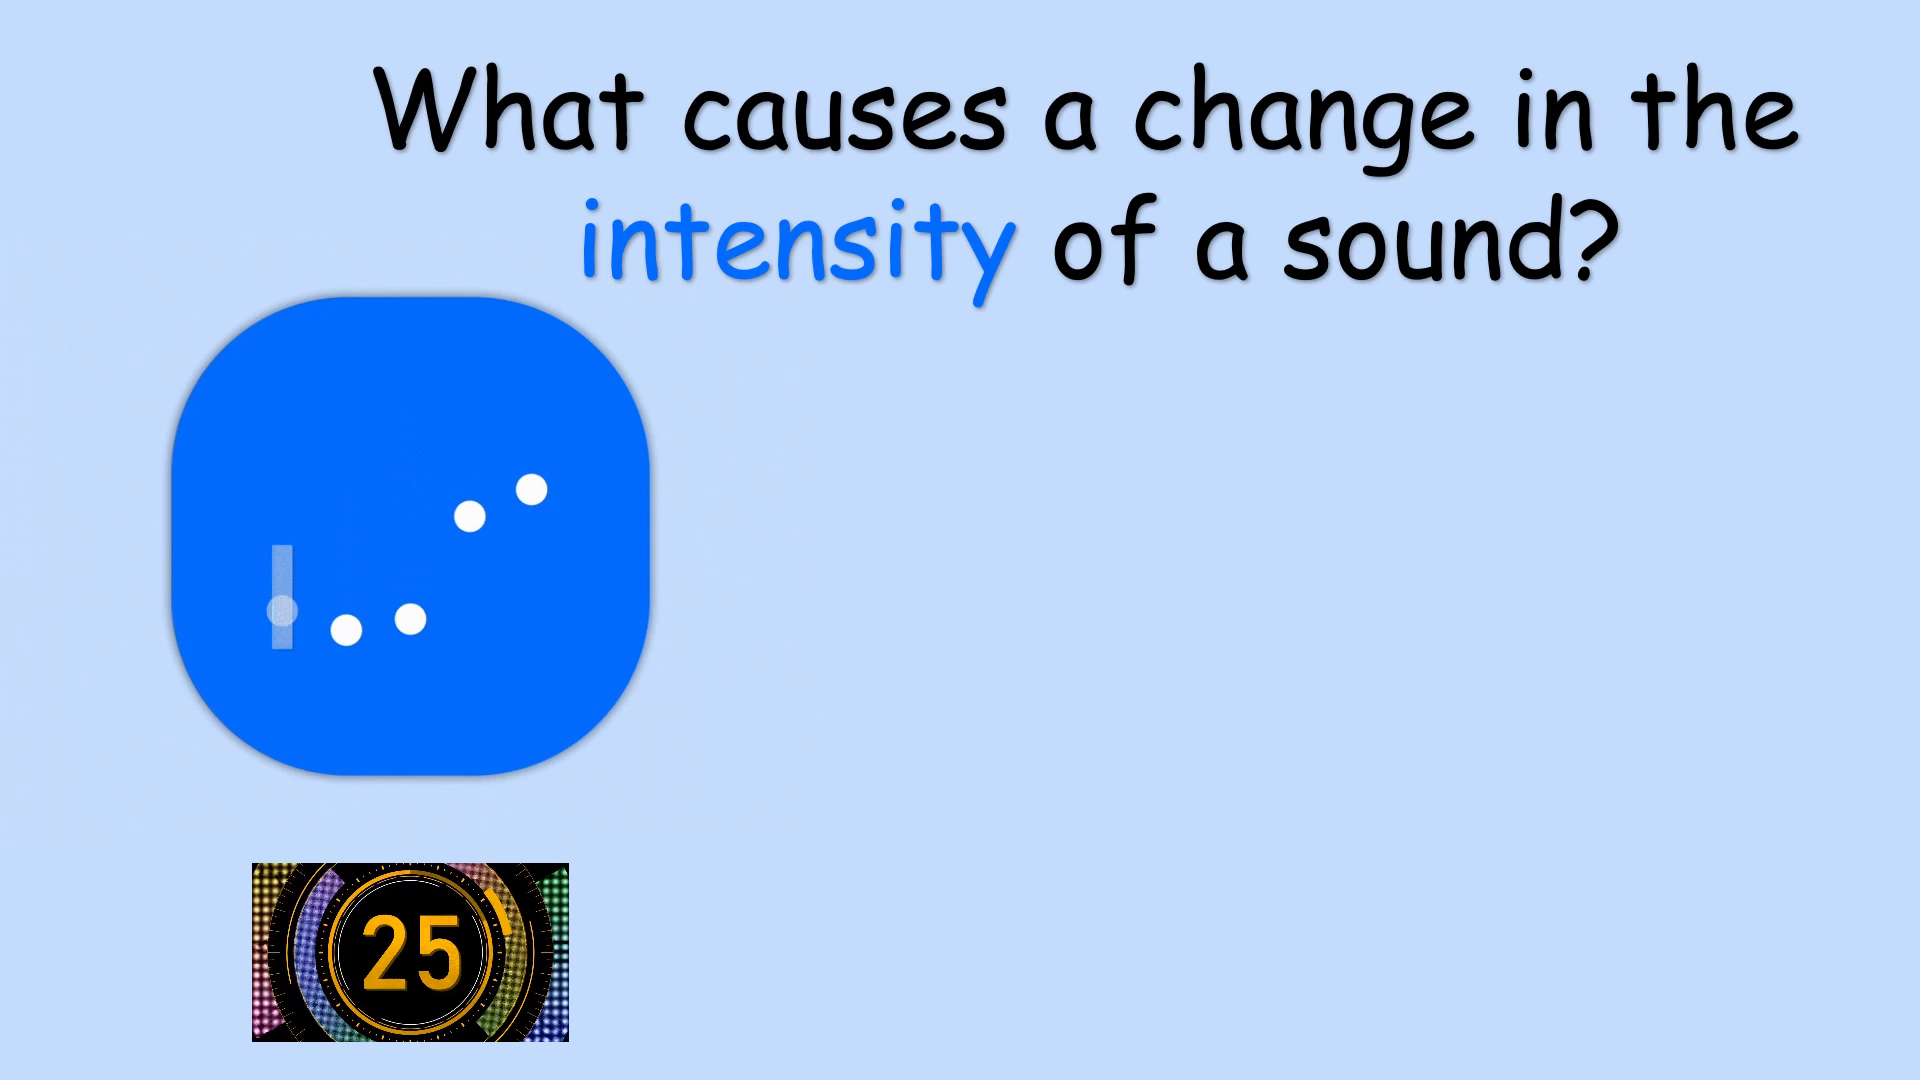 What causes a change in the
intensity of a sound?
25